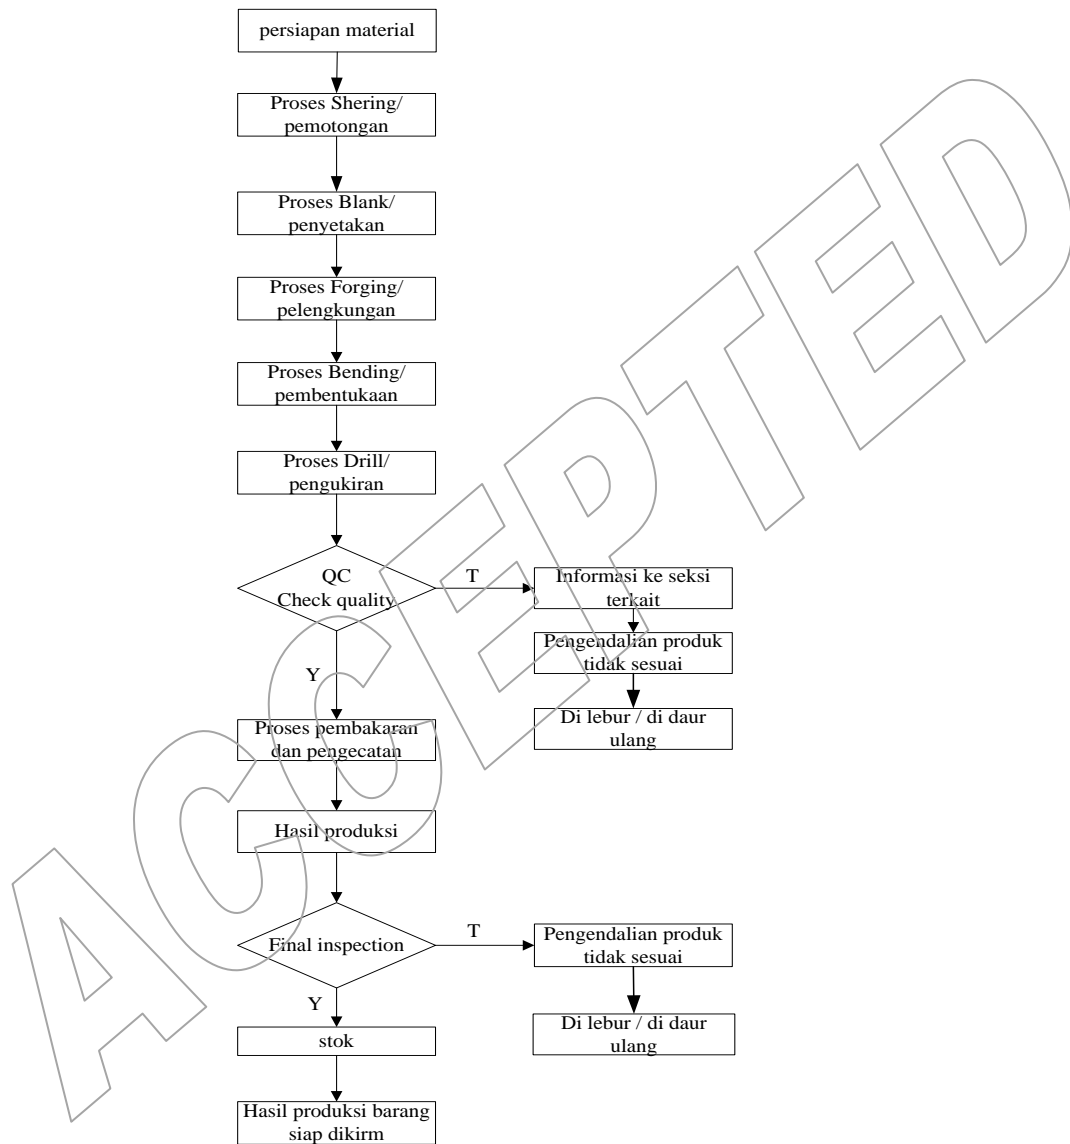 persiapan material
Proses Shering/
pemotongan
Proses Blank/
penyetakan
Proses Forging/
pelengkungan
Proses Bending/
pembentukaan
Proses Drill/
pengukiran
QC
Check quality
T
Informasi ke seksi
terkait
Pengendalian produk
tidak sesuai
Di lebur / di daur
ulang
Y
Proses pembakaran
dan pengecatan
Hasil produksi
Final inspection
T
Pengendalian produk
tidak sesuai
Di lebur / di daur
ulang
Y
stok
Hasil produksi barang
siap dikirm
ACCEPTED